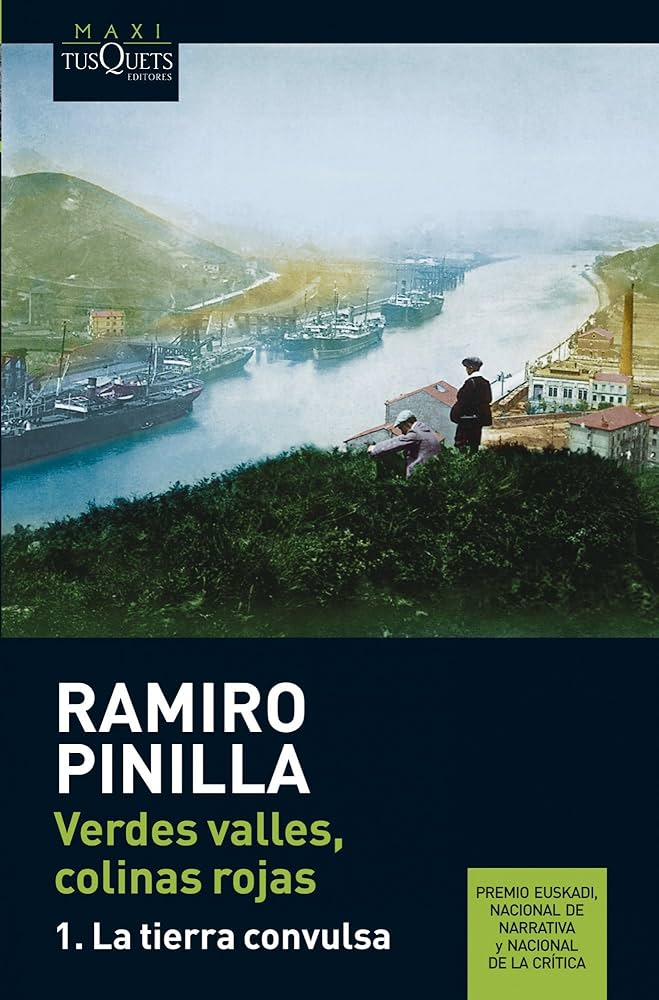 MAXI
TUSQUETS
EDITORES
RAMIRO
PINILLA
Verdes valles,
colinas rojas
1. La tierra convulsa
PREMIO EUSKADI,
NACIONAL DE
NARRATIVA
y NACIONAL
DE LA CRÍTICA